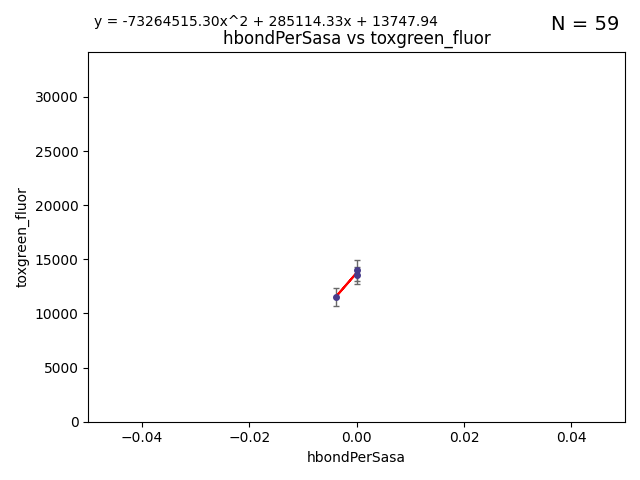 y = -73264515.30x^2 + 285114.33x + 13747.94
N = 59
hbondPerSasa vs toxgreen_fluor
30000
25000
20000
15000
10000
5000
0
toxgreen_fluor
−0.04 −0.02 0.00 0.02 0.04
hbondPerSasa